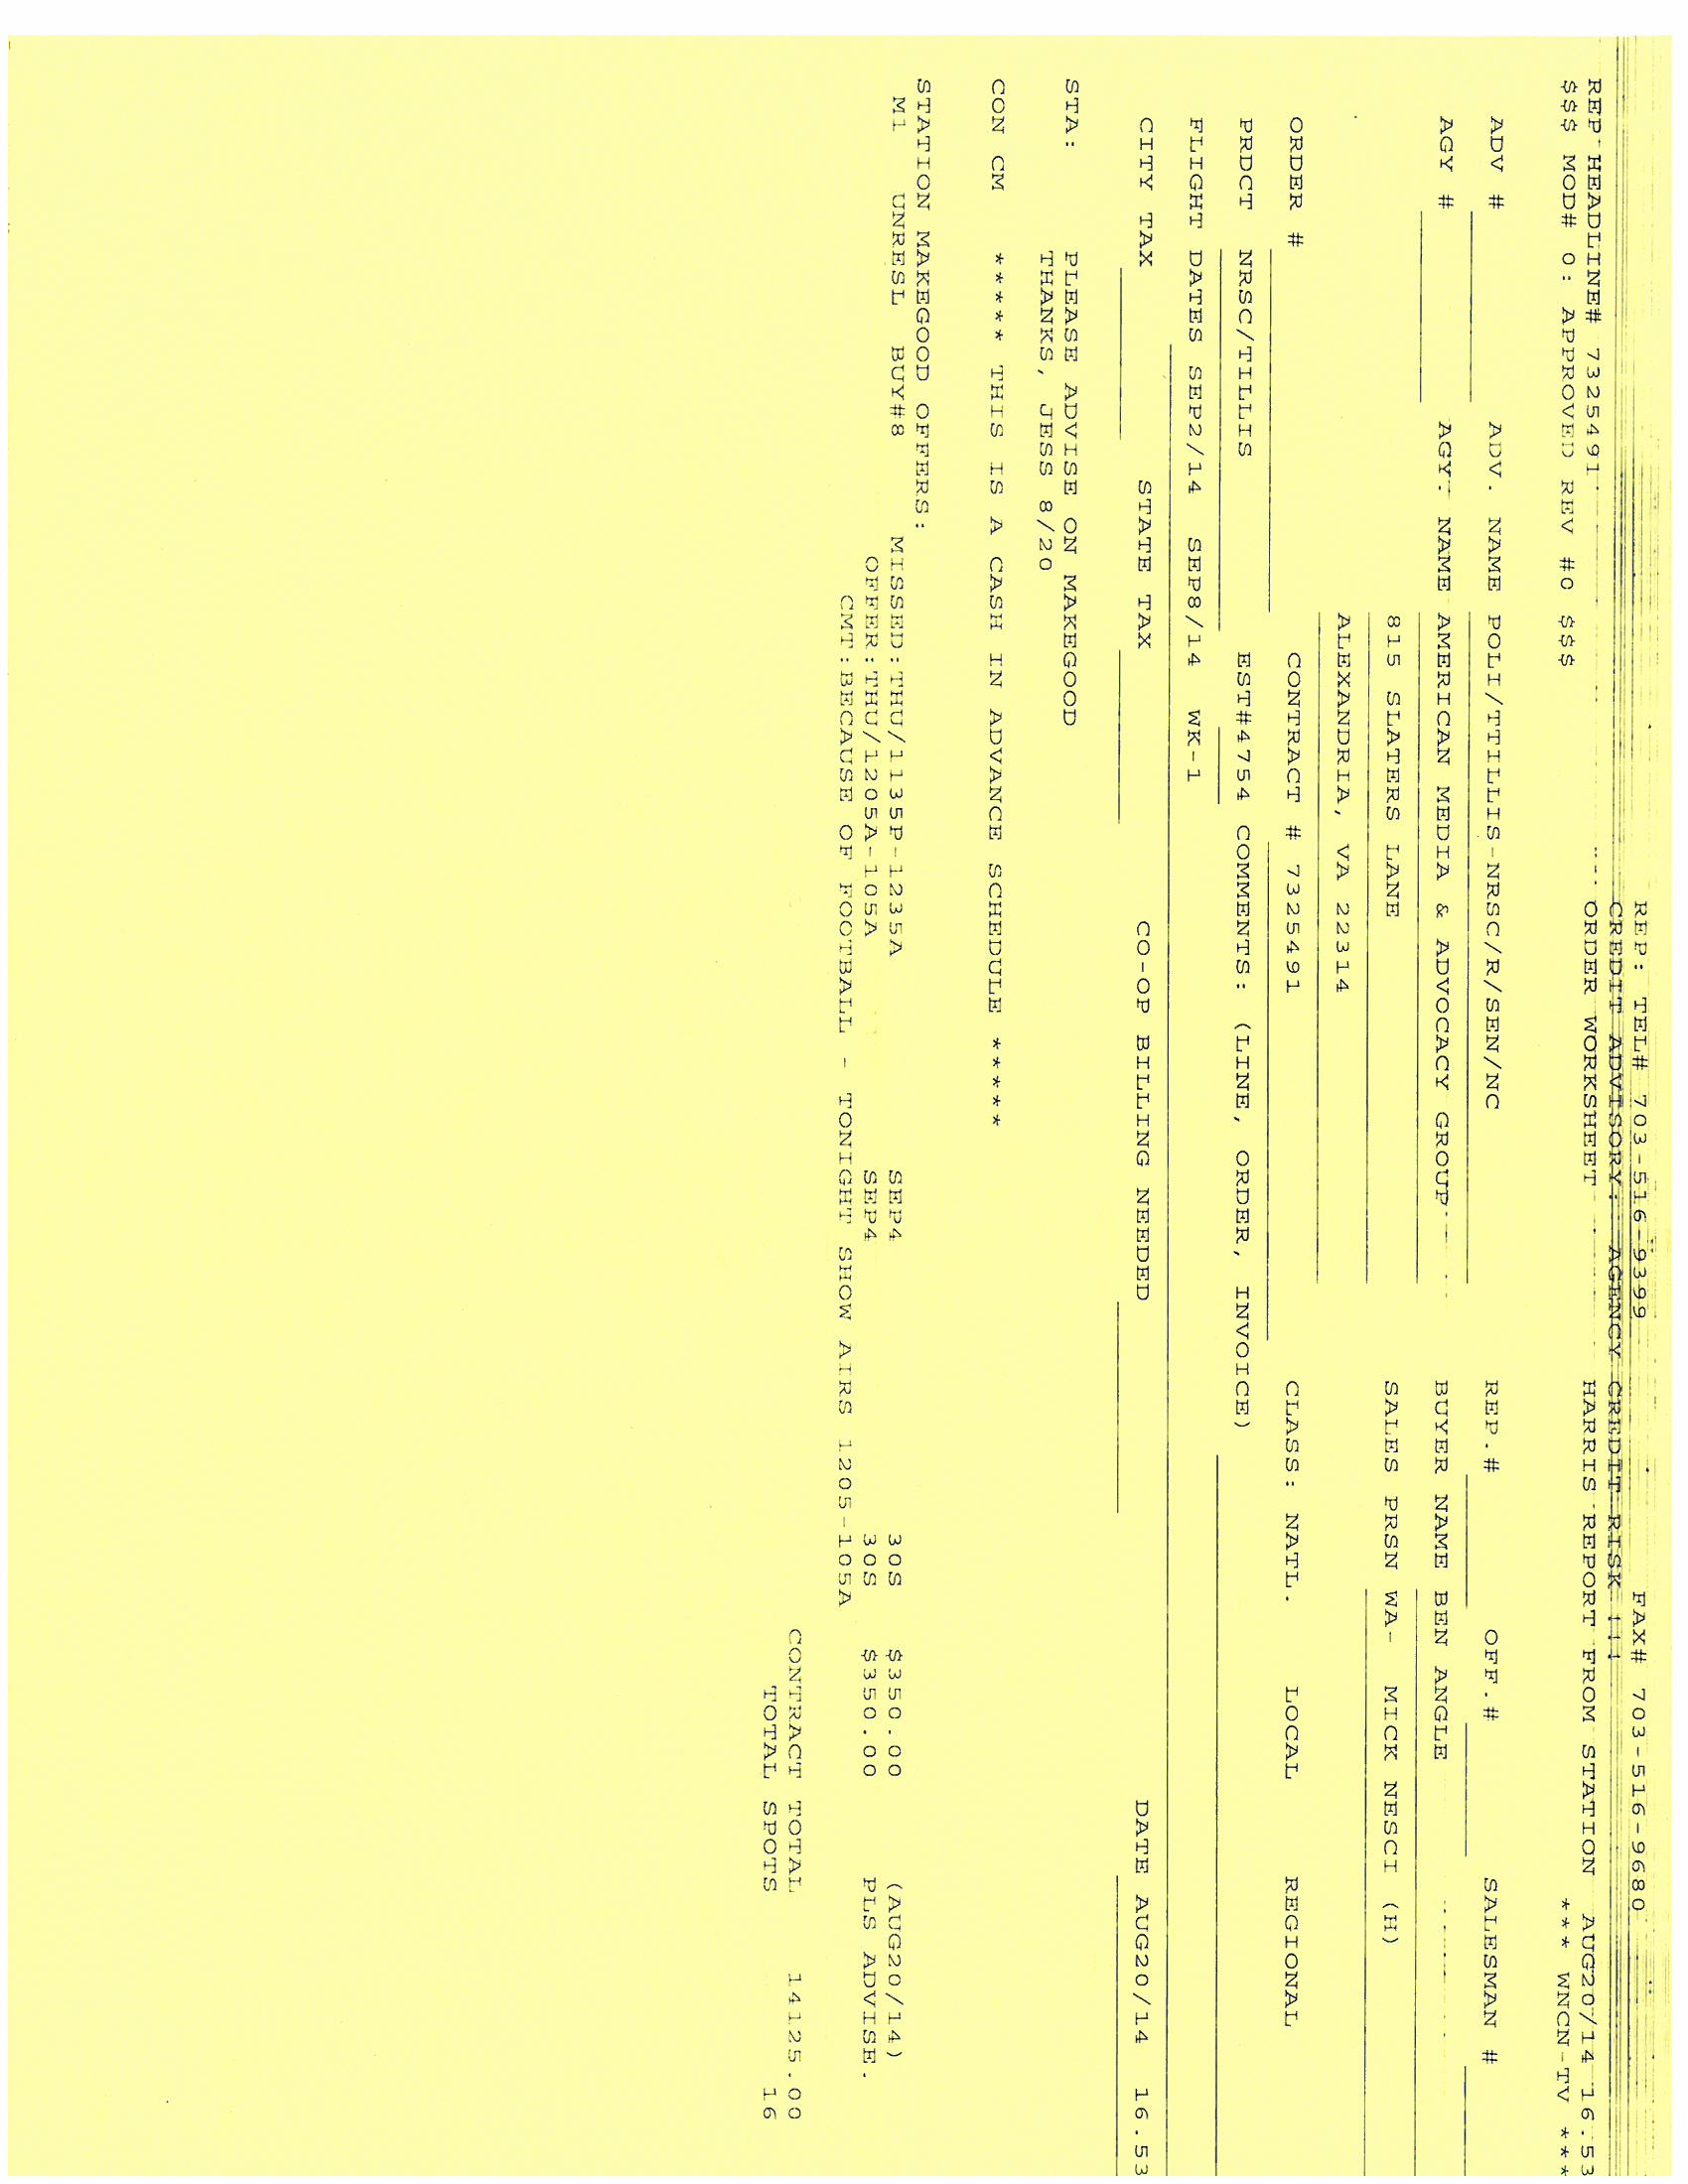 REP: TEL# 703-516-9399 FAX# 703-516-9680
CREDIT ADVISORY: AGENCY CREDIT RISK !!!
REP HEADLINE# 7325491 ORDER WORKSHEET HARRIS REPORT FROM STATION AUG20/14 16.53
$$$ MOD# 0: APPROVED REV #0 $$$ *** WNCN-TV ***
ADV # ADV. NAME POLI/TTILLIS-NRSC/R/SEN/NC REP.# OFF.# SALESMAN #
AGY # AGY. NAME AMERICAN MEDIA & ADVOCACY GROUP BUYER NAME BEN ANGLE
815 SLATERS LANE SALES PRSN WA- MICK NESCI (H)
ALEXANDRIA, VA 22314
ORDER # CONTRACT # 7325491 CLASS: NATL. LOCAL REGIONAL
PRDCT NRSC/TILLIS EST#4754 COMMENTS: (LINE, ORDER, INVOICE)
FLIGHT DATES SEP2/14 SEP8/14 WK-1
CITY TAX STATE TAX CO-OP BILLING NEEDED DATE AUG20/14 16.53
STA: PLEASE ADVISE ON MAKEGOOD
THANKS, JESS 8/20
CON CM ***** THIS IS A CASH IN ADVANCE SCHEDULE *****
STATION MAKEGOOD OFFERS:
M1 UNRESL BUY#8 MISSED:THU/1135P-1235A SEP4 30S $350.00 (AUG20/14)
OFFER:THU/1205A-105A SEP4 30S $350.00 PLS ADVISE.
CMT:BECAUSE OF FOOTBALL - TONIGHT SHOW AIRS 1205-105A
CONTRACT TOTAL 14125.00
TOTAL SPOTS 16